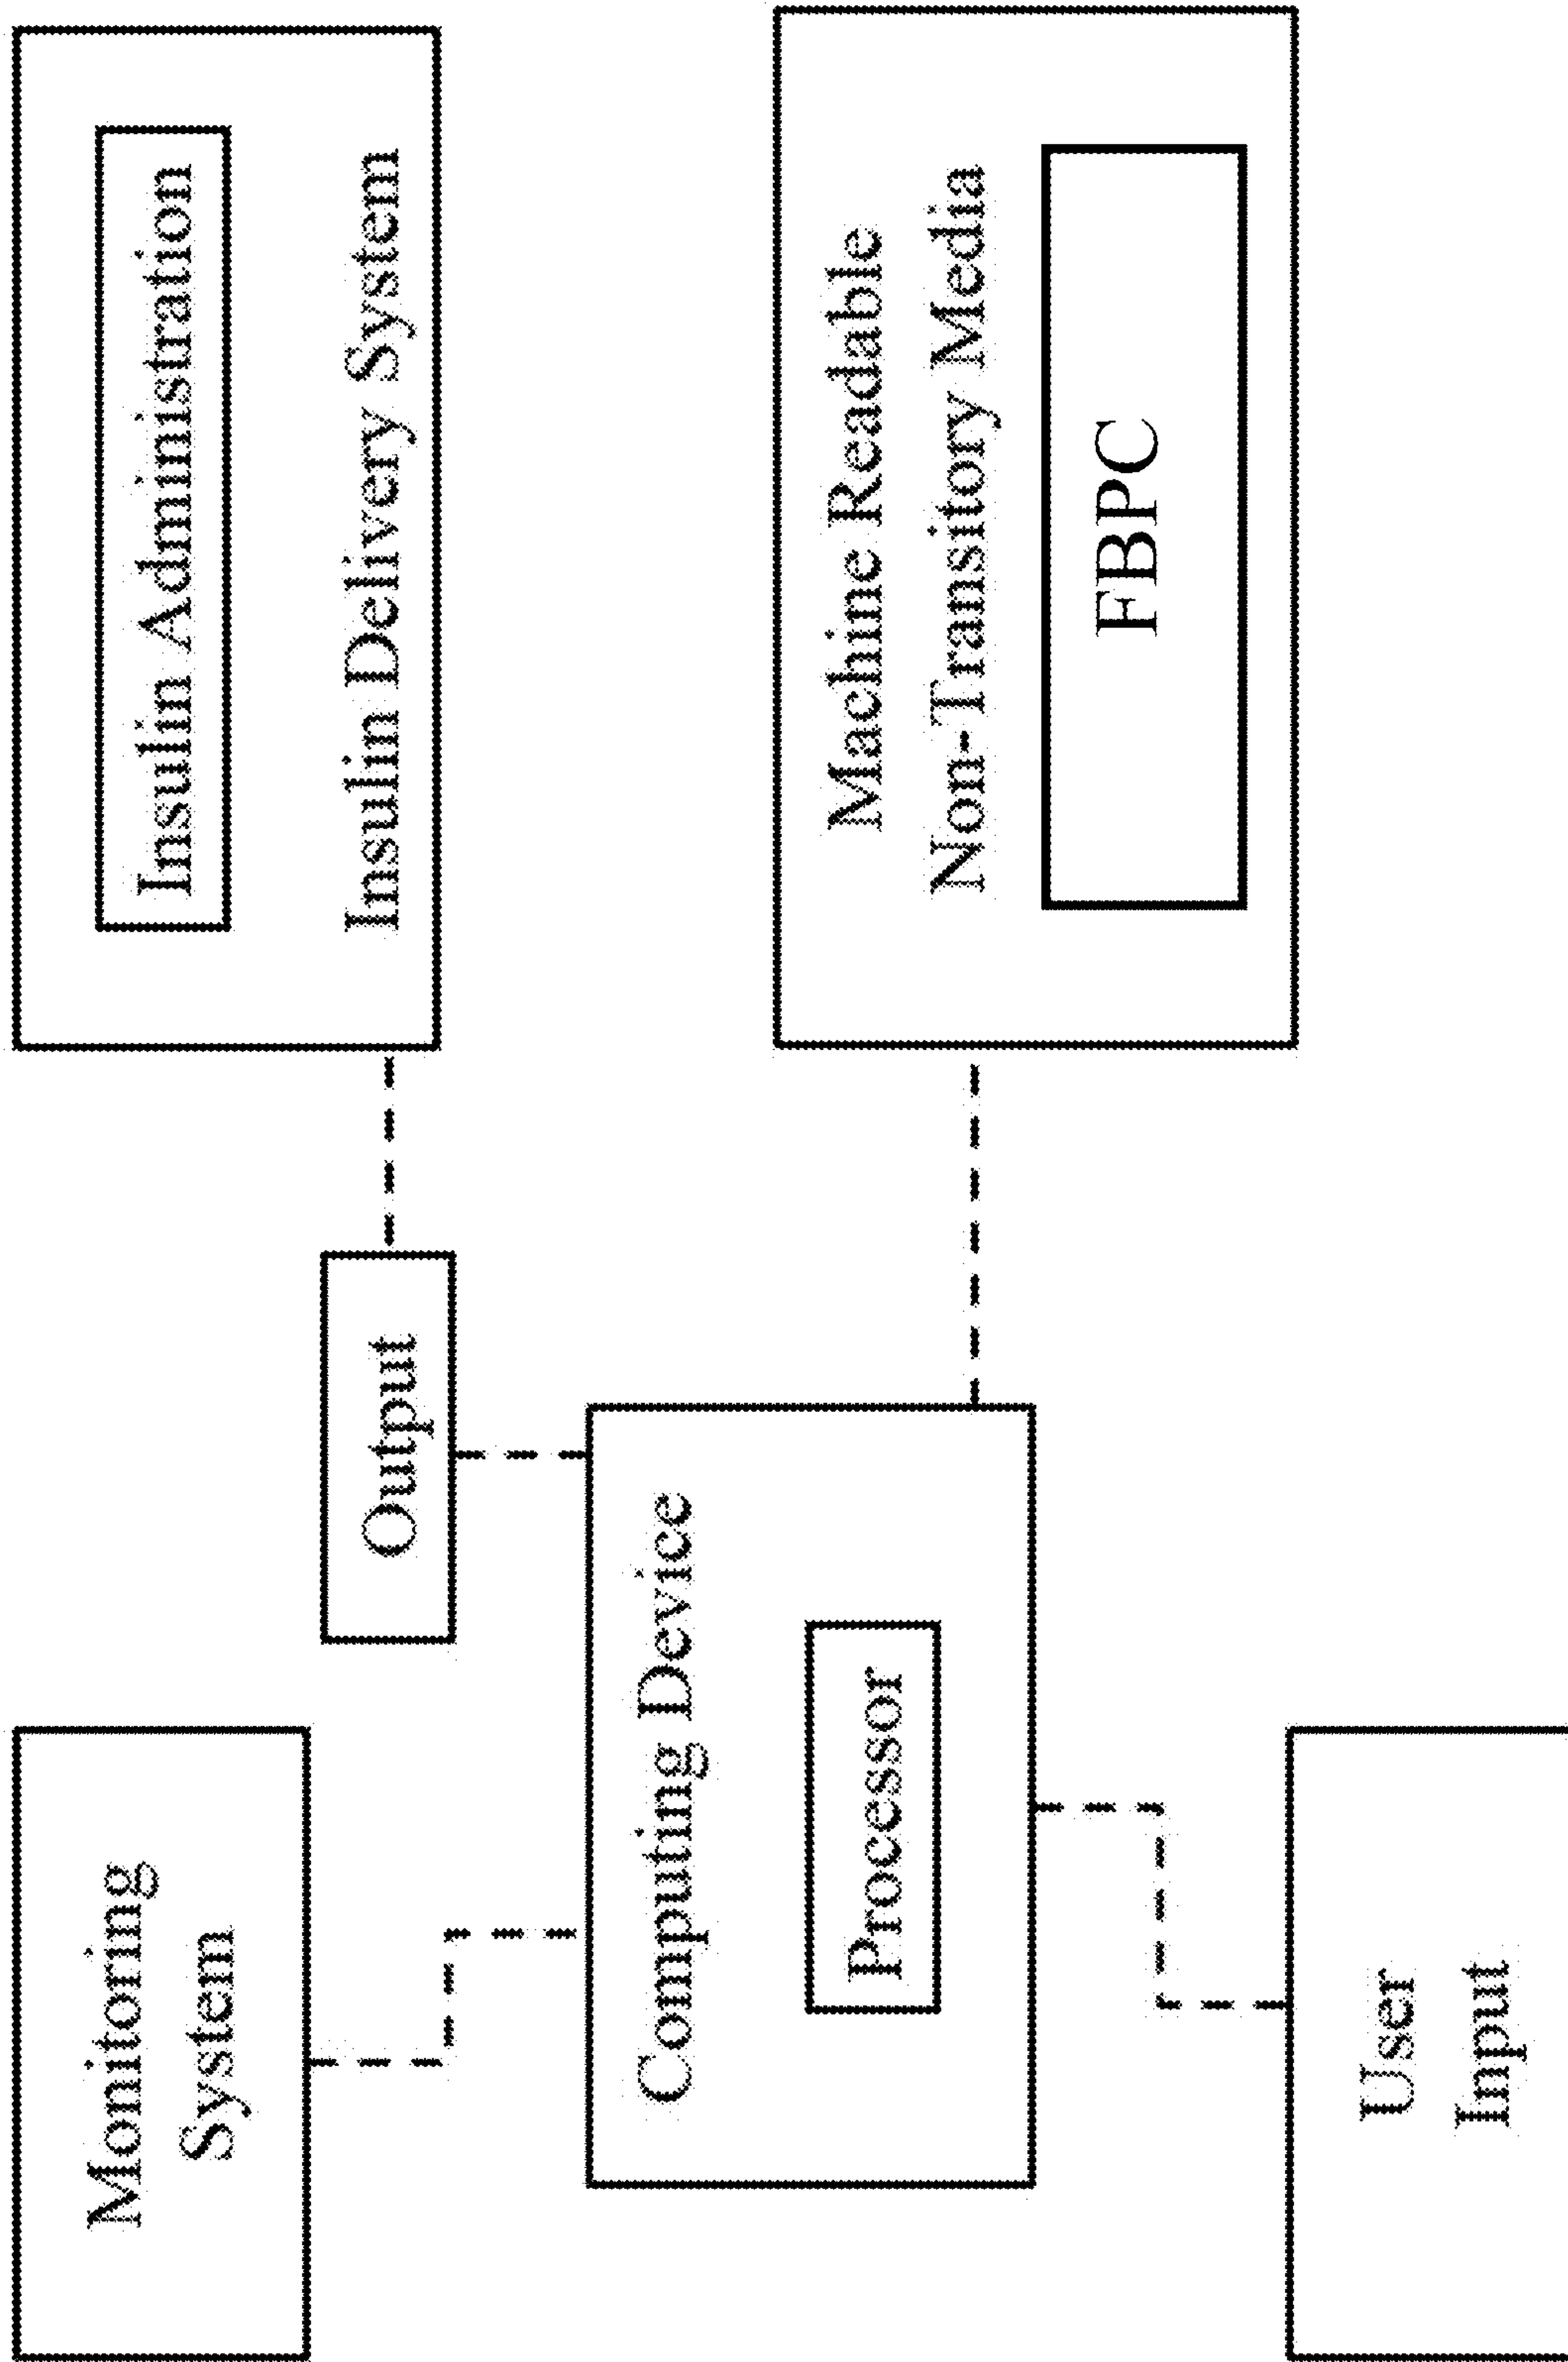 Monitoring
System
Output
Insulin Administration
Insulin Delivery System
Computing Device
Processor
Machine Readable
Non-Transitory Media
FBPC
User
Input